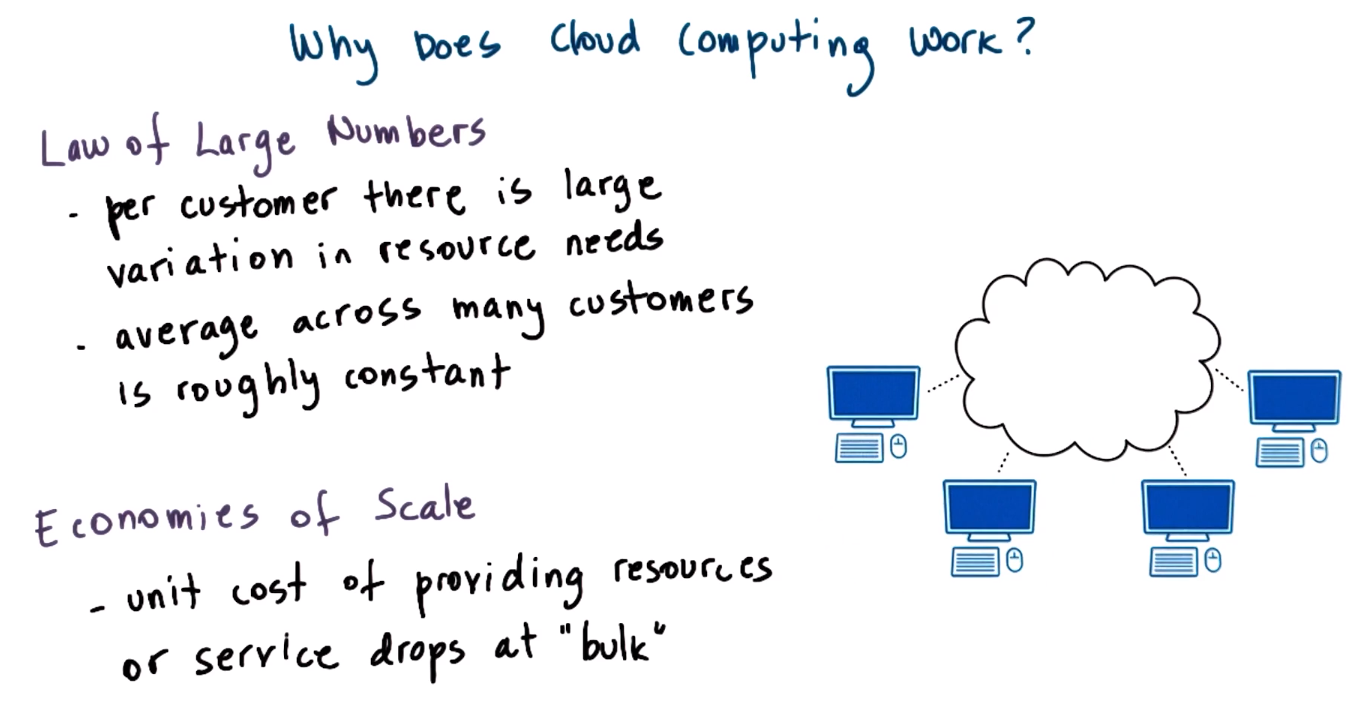 Why Does Cloud Computing Work?
Law of Large Numbers
- per customer there is large
variation in resource needs
- average across many customers
is roughly constant
Economies of Scale
- unit cost of providing resources
or service drops at "bulk"